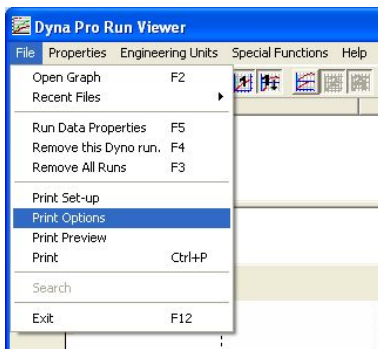 Dyna Pro Run Viewer
File Properties Engineering Units Special Functions Help
Open Graph F2
Recent Files
Run Data Properties F5
Remove this Dyno run. F4
Remove All Runs F3
Print Set-up
Print Options
Print Preview
Print Ctrl+P
Search
Exit F12